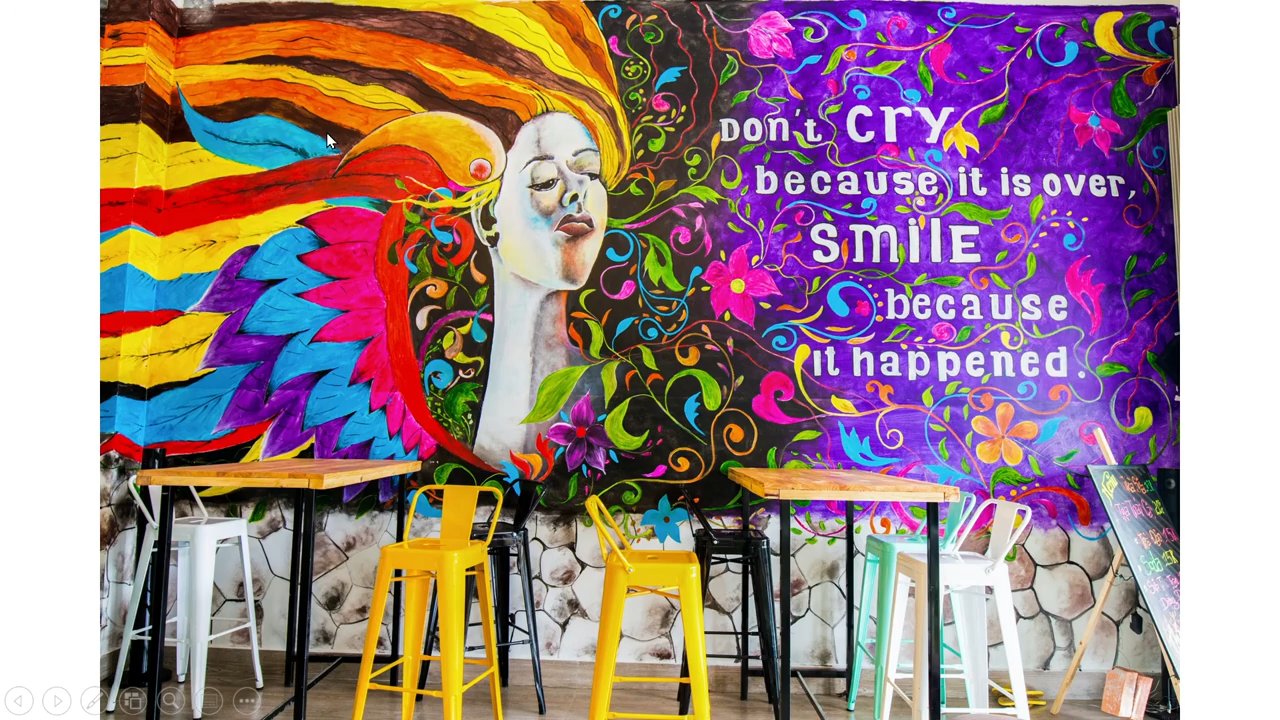 Don't cry
because it is over,
smile
because
it happened.